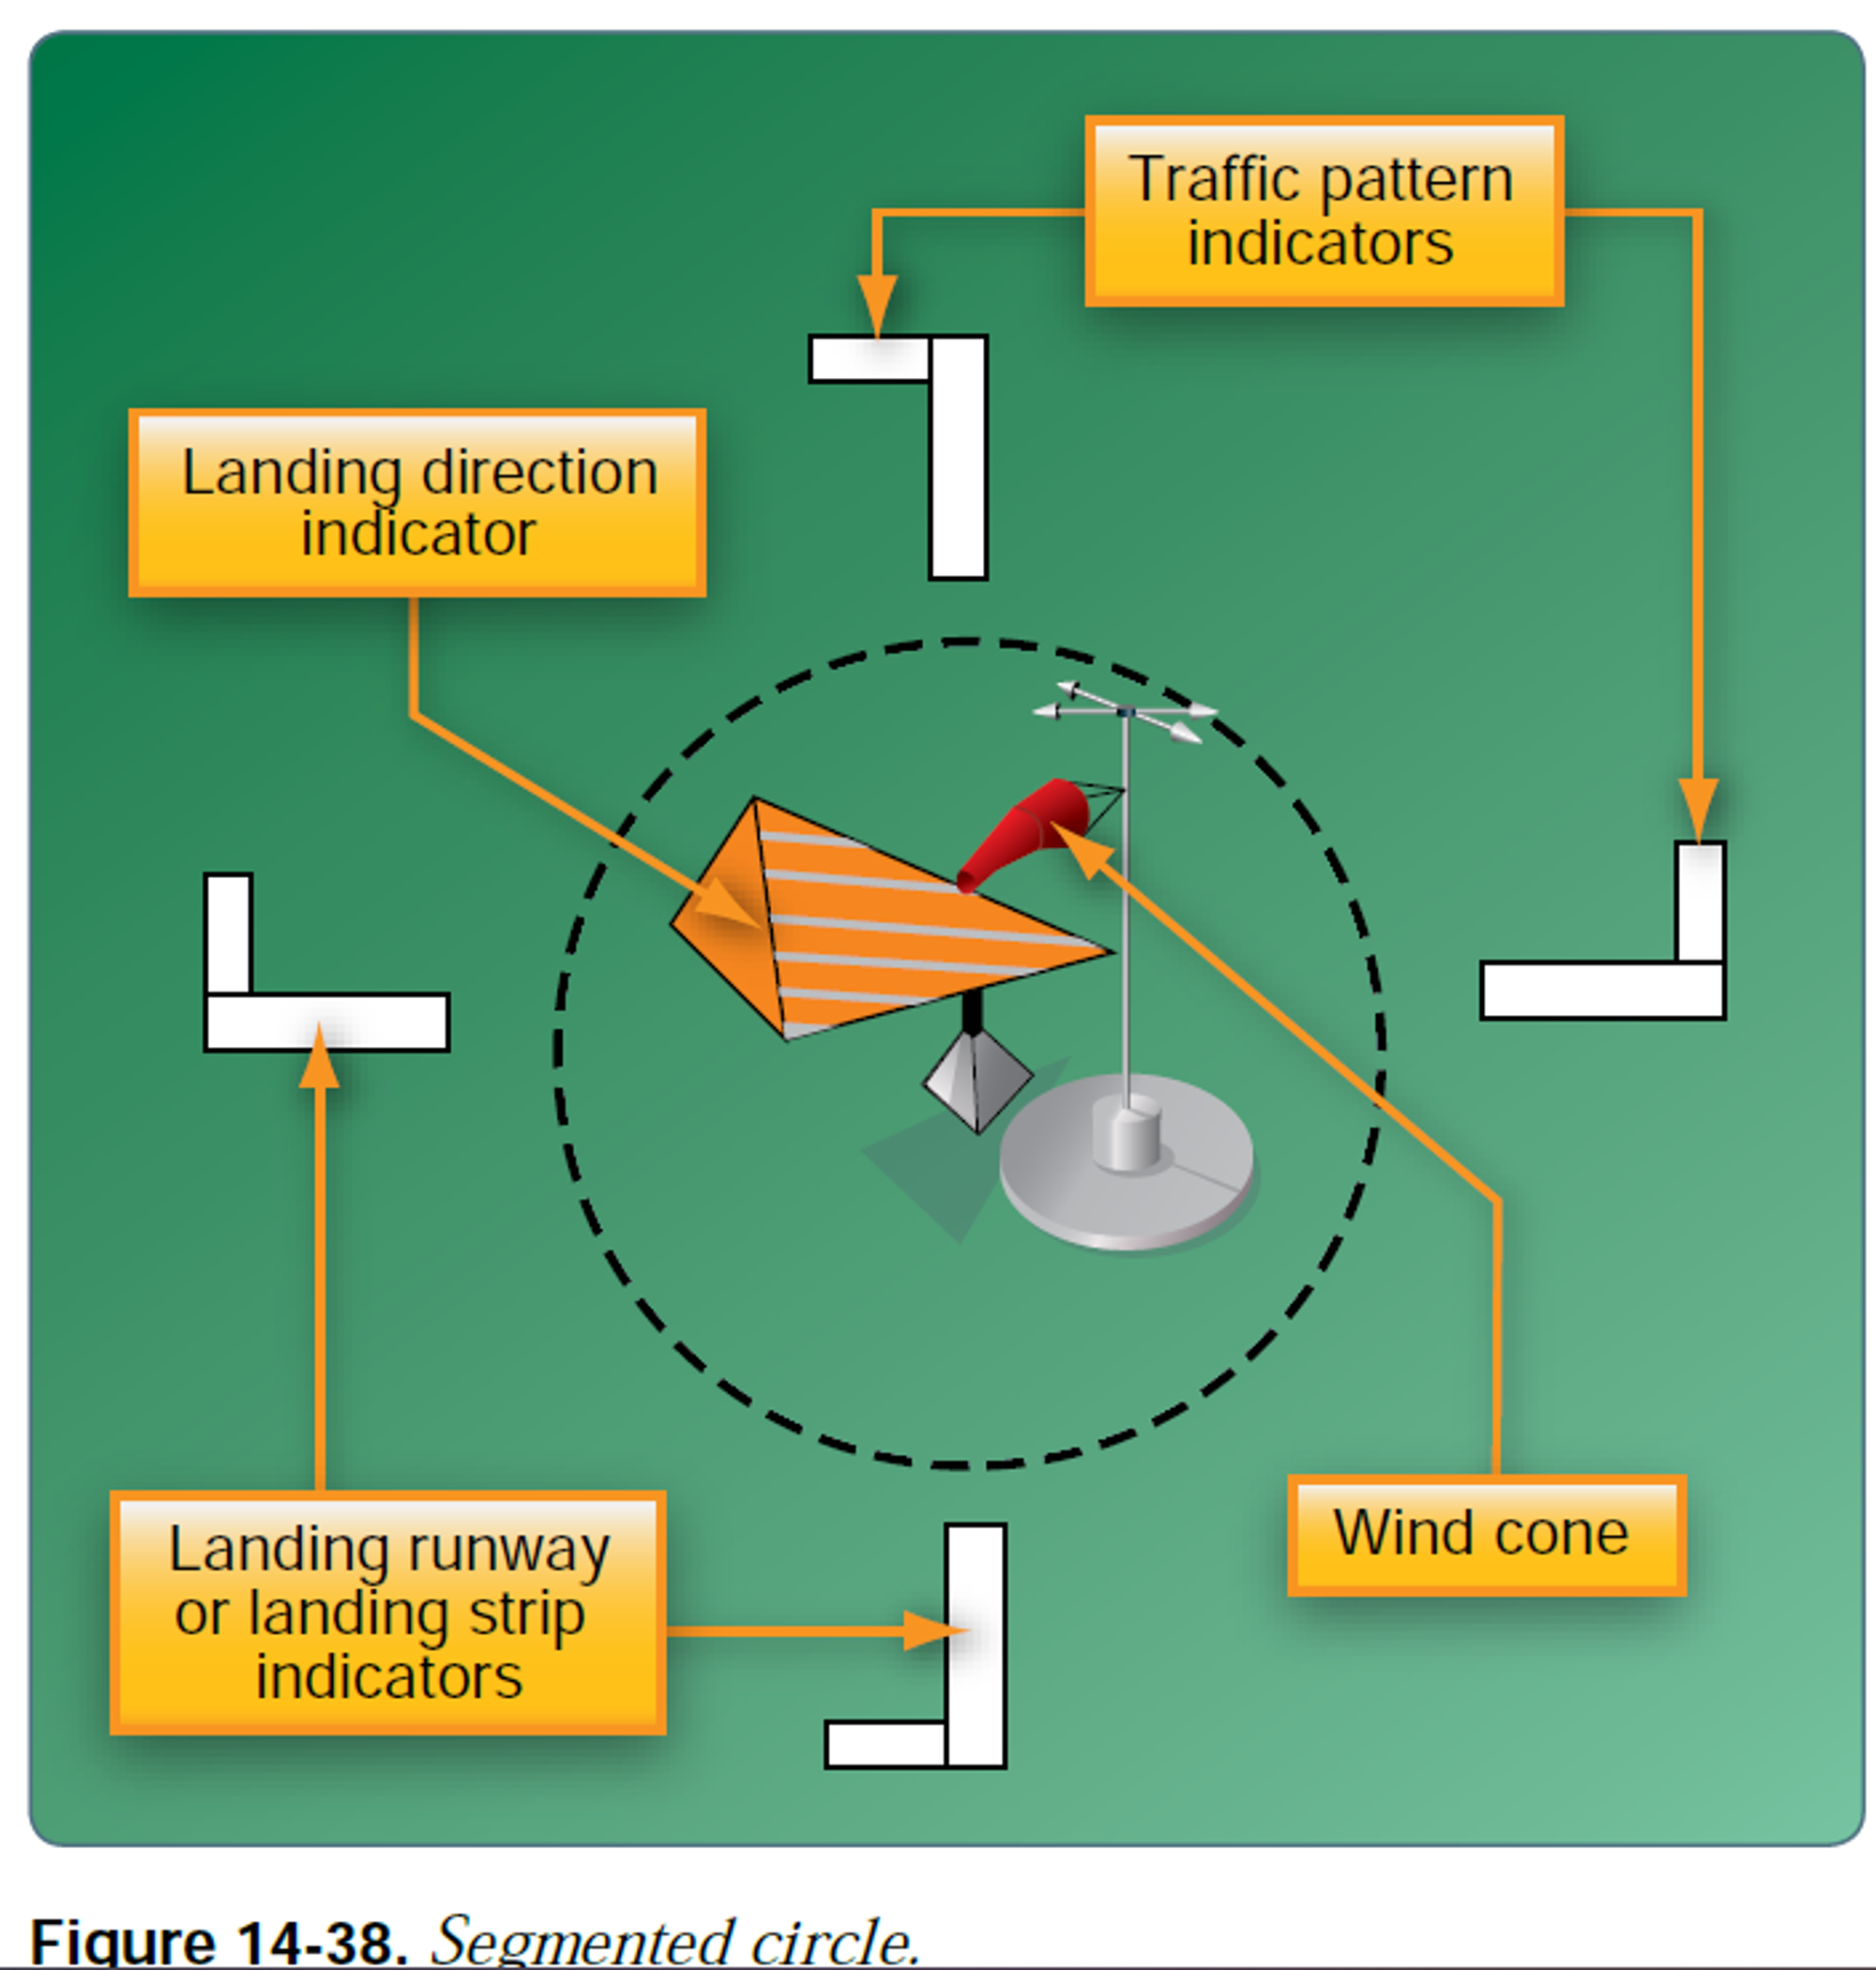 Traffic pattern
indicators
Landing direction
indicator
Landing runway
or landing strip
indicators
Wind cone
Figure 14-38. Segmented circle.